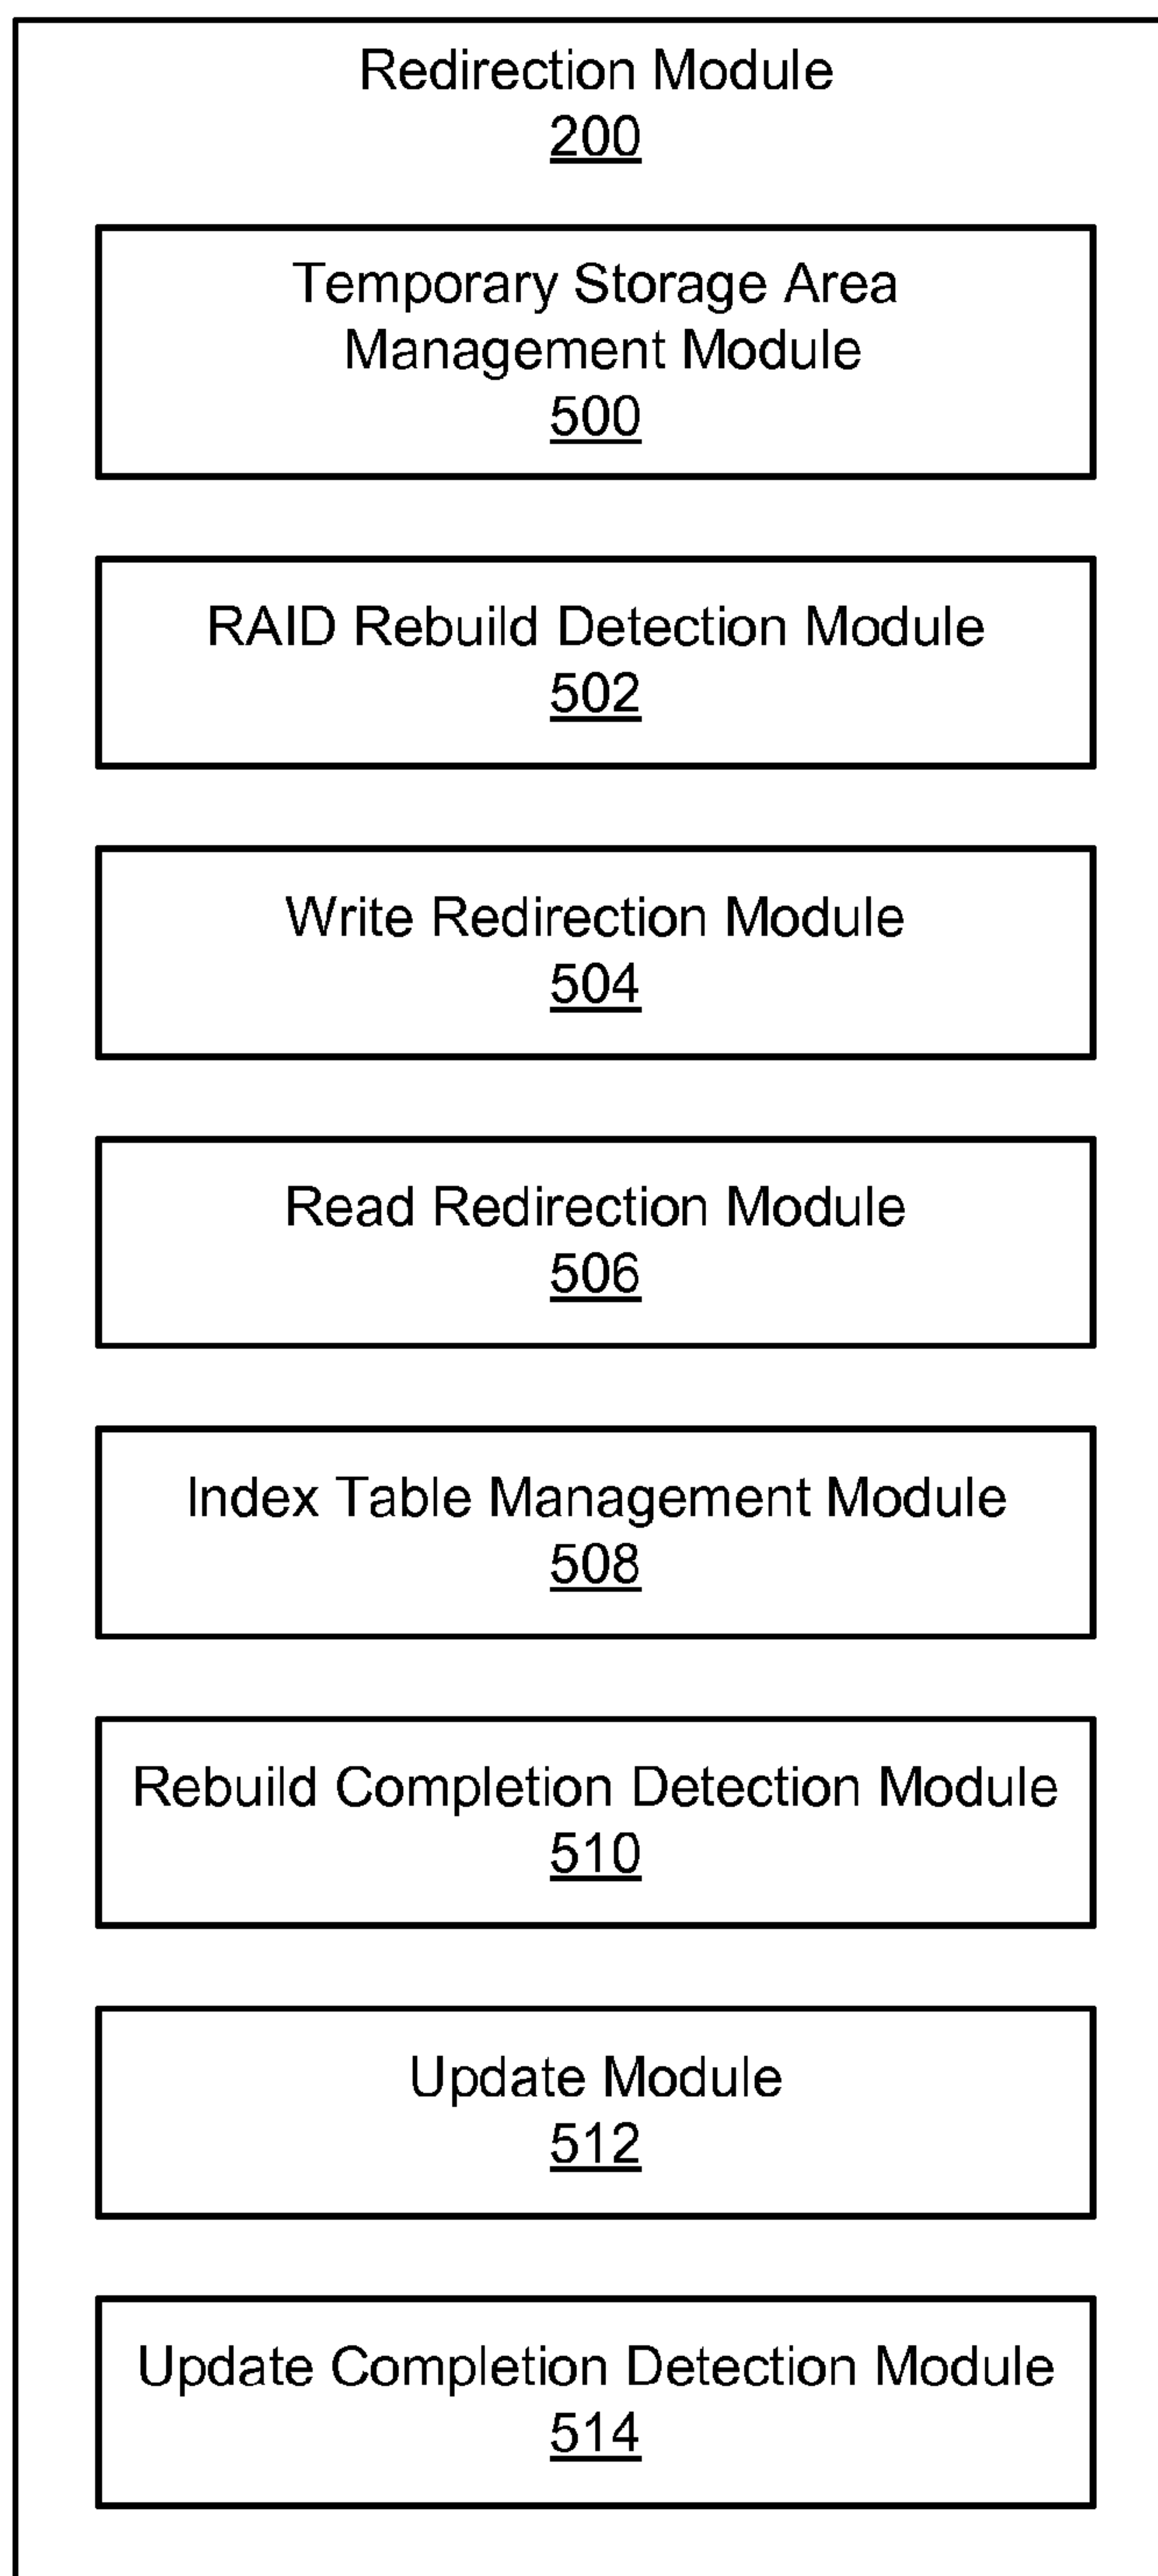 Redirection Module
200
Temporary Storage Area
Management Module
500
RAID Rebuild Detection Module
502
Write Redirection Module
504
Read Redirection Module
506
Index Table Management Module
508
Rebuild Completion Detection Module
510
Update Module
512
Update Completion Detection Module
514